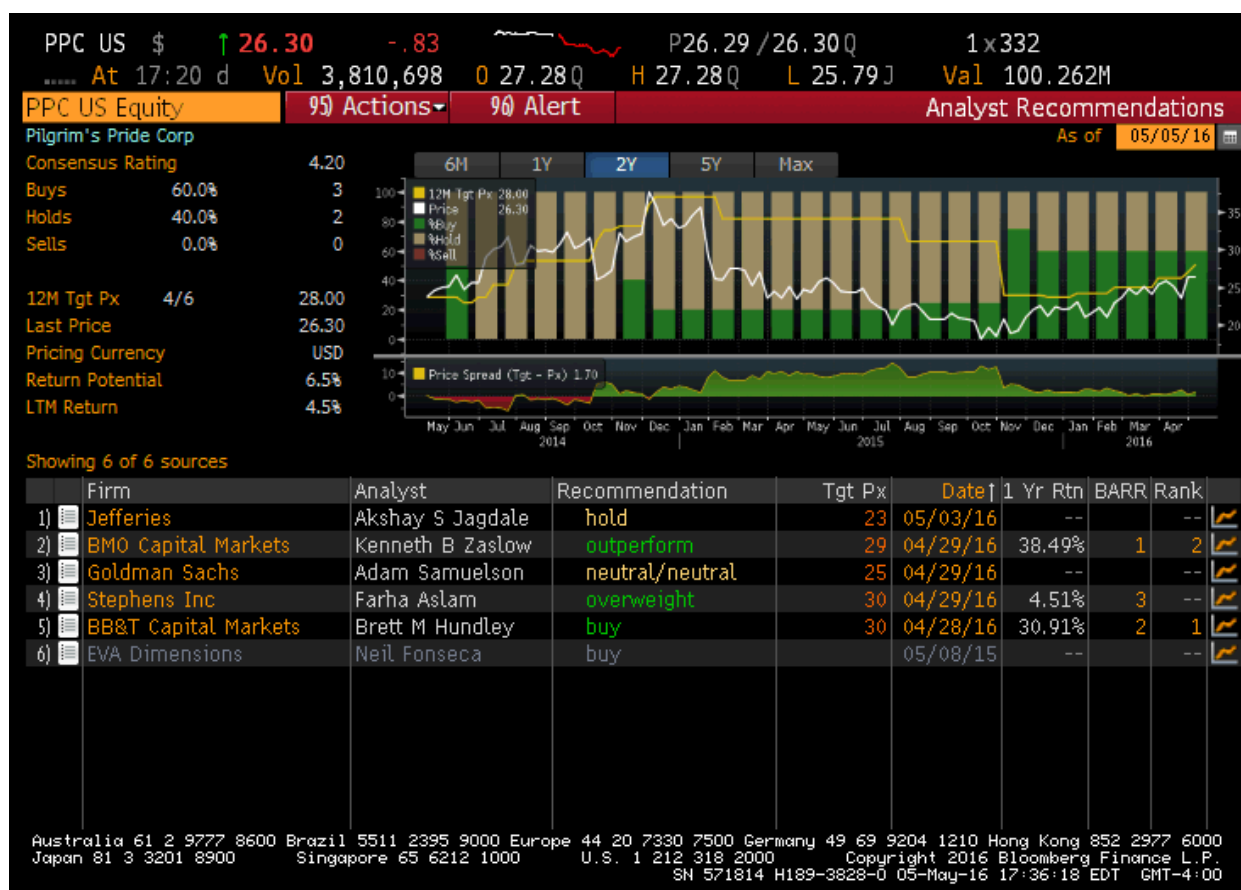 PPC US $ ↑ 26.30 -.83 P26.29 / 26.30Q 1x332
..... At 17:20 d Vol 3,810,698 O 27.28Q H 27.28Q L 25.79J Val 100.262M
PPC US Equity 95) Actions 96) Alert Analyst Recommendations
Pilgrim's Pride Corp As of 05/05/16
Consensus Rating 4.20
6M 1Y 2Y 5Y Max
Buys 60.0% 3
Holds 40.0% 2
Sells 0.0% 0
12M Tgt Px 4/6 28.00
Last Price 26.30
Pricing Currency USD
Return Potential 6.5%
LTM Return 4.5%
12M Tgt Px 28.00
Price 26.30
%Buy
%Hold
%Sell
100
80
60
40
20
0
35
30
25
20
10
0
Price Spread (Tgt - Px) 1.70
May Jun Jul Aug Sep Oct Nov Dec Jan Feb Mar Apr May Jun Jul Aug Sep Oct Nov Dec Jan Feb Mar Apr
2014 2015 2016
Showing 6 of 6 sources
Firm Analyst Recommendation Tgt Px Date↑ 1 Yr Rtn BARR Rank
1) Jefferies Akshay S Jagdale hold 23 05/03/16 -- --
2) BMO Capital Markets Kenneth B Zaslow outperform 29 04/29/16 38.49% 1 2
3) Goldman Sachs Adam Samuelson neutral/neutral 25 04/29/16 -- --
4) Stephens Inc Farha Aslam overweight 30 04/29/16 4.51% 3 --
5) BB&T Capital Markets Brett M Hundley buy 30 04/28/16 30.91% 2 1
6) EVA Dimensions Neil Fonseca buy 05/08/15 -- --
Australia 61 2 9777 8600 Brazil 5511 2395 9000 Europe 44 20 7330 7500 Germany 49 69 9204 1210 Hong Kong 852 2977 6000
Japan 81 3 3201 8900 Singapore 65 6212 1000 U.S. 1 212 318 2000 Copyright 2016 Bloomberg Finance L.P.
SN 571814 H189-3828-0 05-May-16 17:36:18 EDT GMT-4:00